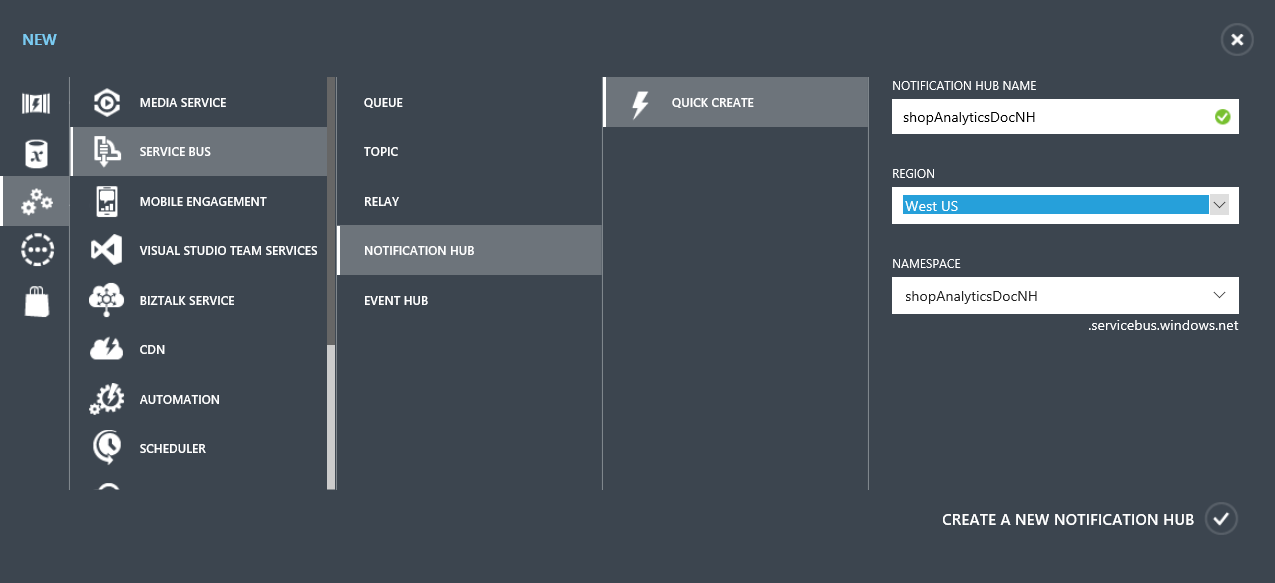 NEW
MEDIA SERVICE
SERVICE BUS
MOBILE ENGAGEMENT
VISUAL STUDIO TEAM SERVICES
BIZTALK SERVICE
CDN
AUTOMATION
SCHEDULER
QUEUE
TOPIC
RELAY
NOTIFICATION HUB
EVENT HUB
QUICK CREATE
NOTIFICATION HUB NAME
shopAnalyticsDocNH
REGION
West US
NAMESPACE
shopAnalyticsDocNH
.servicebus.windows.net
CREATE A NEW NOTIFICATION HUB